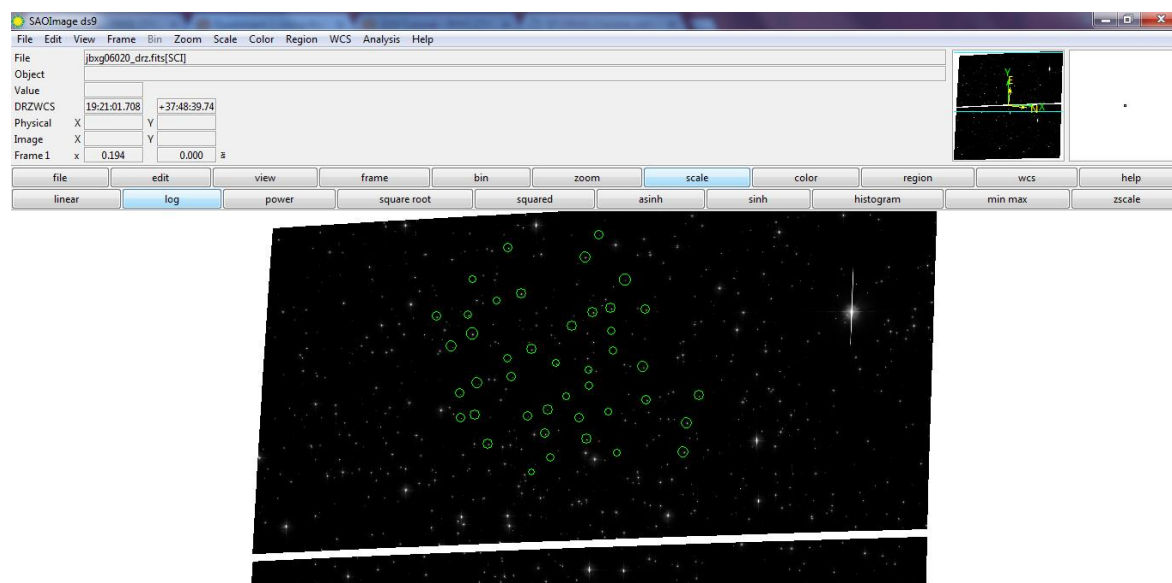 SAOImage ds9
File Edit View Frame Bin Zoom Scale Color Region WCS Analysis Help
File jbxg06020_drz.fits[SCI]
Object
Value
DRZWCS 19:21:01.708 +37:48:39.74
Physical X Y
Image X Y
Frame 1 x 0.194 0.000
Y E
N X
file edit view frame bin zoom scale color region wcs help
linear log power square root squared asinh sinh histogram min max zscale